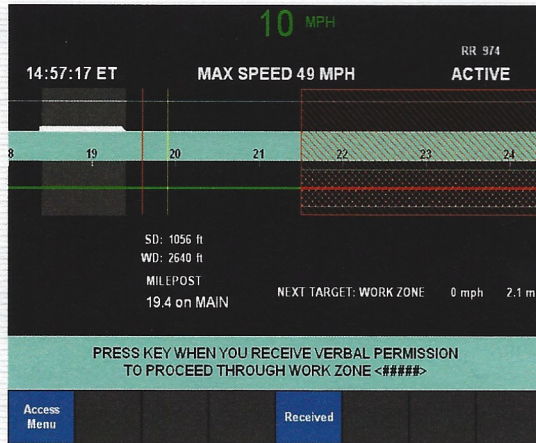 10 MPH
RR 974
14:57:17 ET MAX SPEED 49 MPH ACTIVE
8 19 20 21 22 23 24
SD: 1056 ft
WD: 2640 ft
MILEPOST
19.4 on MAIN
NEXT TARGET: WORK ZONE 0 mph 2.1 m
PRESS KEY WHEN YOU RECEIVE VERBAL PERMISSION
TO PROCEED THROUGH WORK ZONE <#####>
Access
Menu
Received